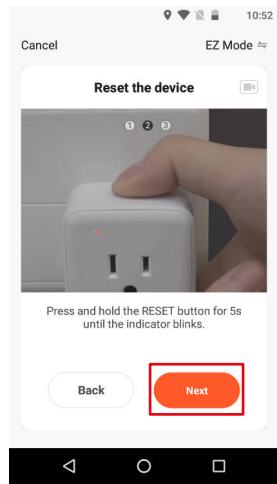 10:52
Cancel
EZ Mode
Reset the device
1 2 3
Press and hold the RESET button for 5s
until the indicator blinks.
Back
Next